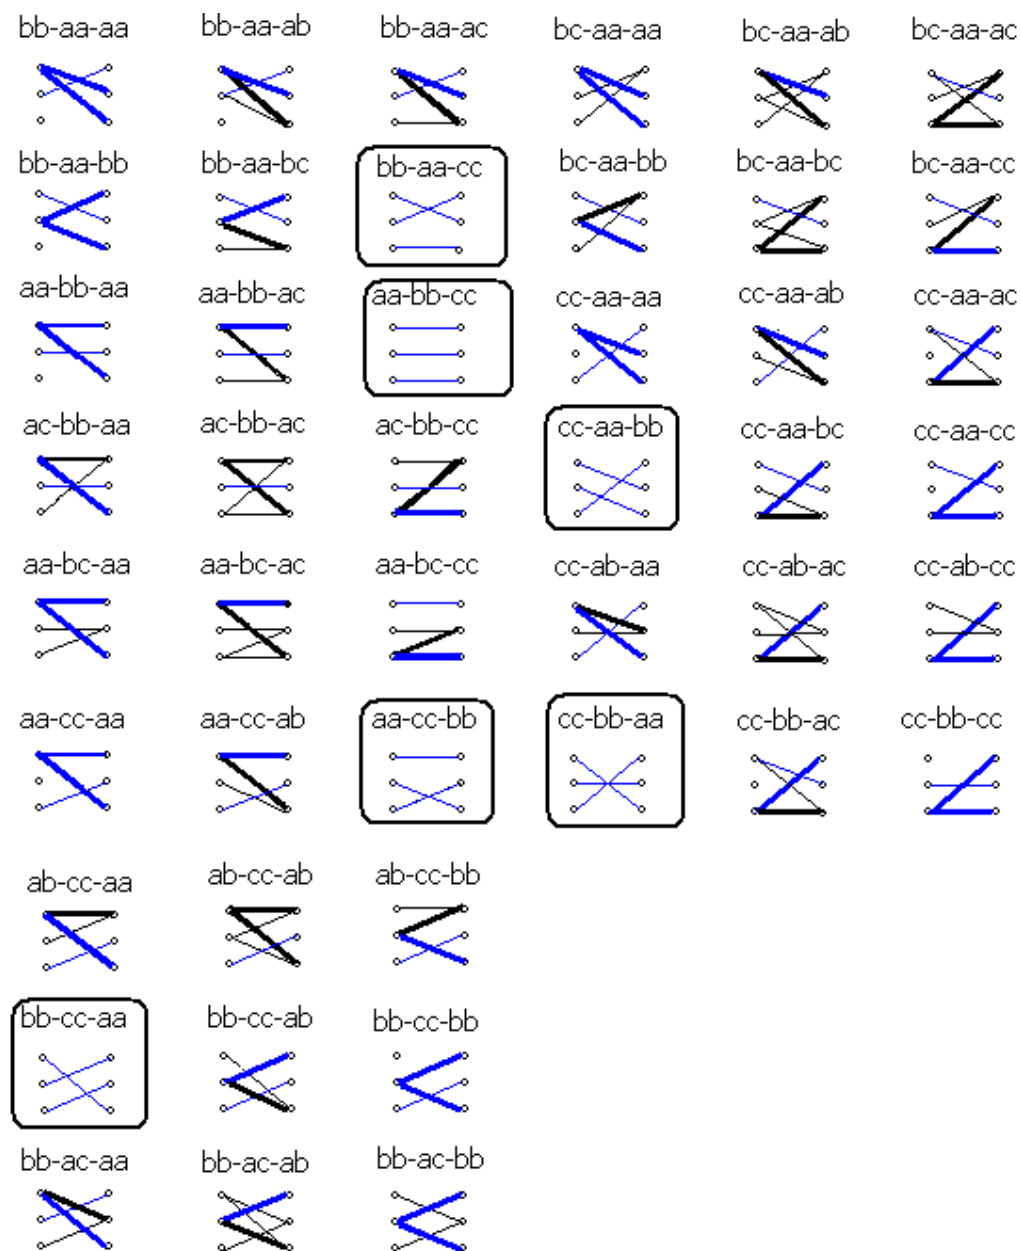 bb-aa-aa bb-aa-ab bb-aa-ac bc-aa-aa bc-aa-ab bc-aa-ac
bb-aa-bb bb-aa-bc bb-aa-cc bc-aa-bb bc-aa-bc bc-aa-cc
aa-bb-aa aa-bb-ac aa-bb-cc cc-aa-aa cc-aa-ab cc-aa-ac
ac-bb-aa ac-bb-ac ac-bb-cc cc-aa-bb cc-aa-bc cc-aa-cc
aa-bc-aa aa-bc-ac aa-bc-cc cc-ab-aa cc-ab-ac cc-ab-cc
aa-cc-aa aa-cc-ab aa-cc-bb cc-bb-aa cc-bb-ac cc-bb-cc
ab-cc-aa ab-cc-ab ab-cc-bb
bb-cc-aa bb-cc-ab bb-cc-bb
bb-ac-aa bb-ac-ab bb-ac-bb